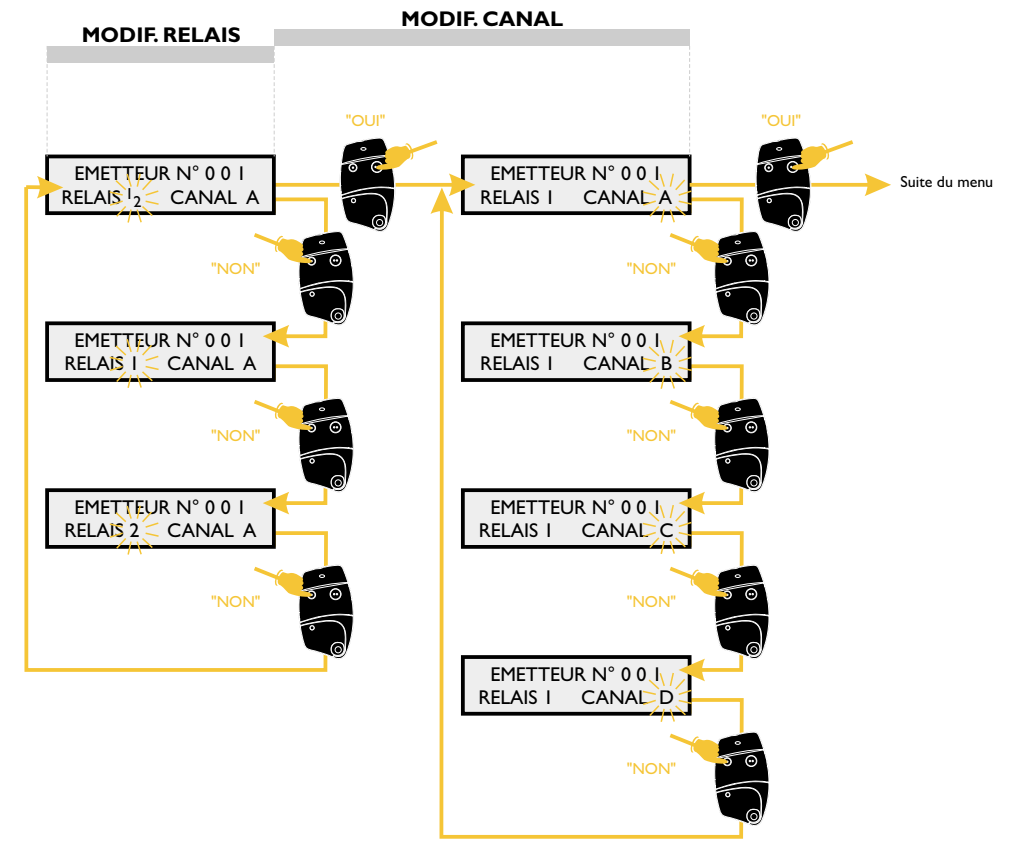 MODIF. RELAIS
MODIF. CANAL
"OUI"
"OUI"
EMETTEUR N° 0 0 1
RELAIS 1 2 CANAL A
EMETTEUR N° 0 0 1
RELAIS 1 CANAL A
Suite du menu
"NON"
"NON"
EMETTEUR N° 0 0 1
RELAIS 1 CANAL A
EMETTEUR N° 0 0 1
RELAIS 1 CANAL B
"NON"
"NON"
EMETTEUR N° 0 0 1
RELAIS 2 CANAL A
EMETTEUR N° 0 0 1
RELAIS 1 CANAL C
"NON"
"NON"
EMETTEUR N° 0 0 1
RELAIS 1 CANAL D
"NON"